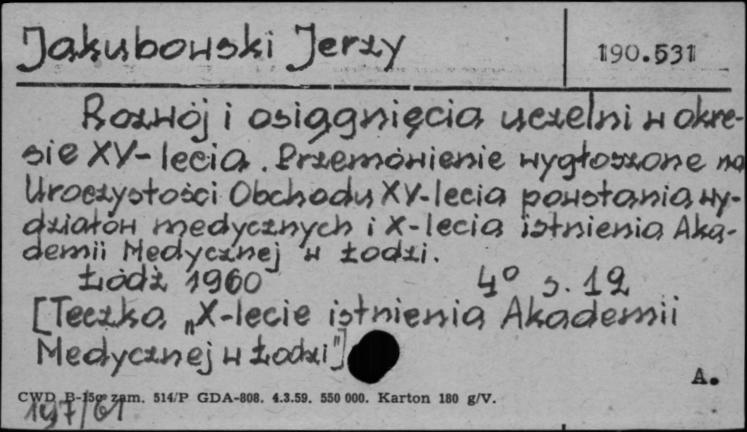 Jakubowski Jerzy
190.531
Rozwój i osiągnięcia uczelni w okre-
sie XV-lecia. Przemówienie wygłoszone na
Uroczystości Obchodu XV-lecia powstania wy-
działów medycznych i X-lecia istnienia Aka-
demii Medycznej w Łodzi.
Łódź 1960 4° s. 12
[Teczka „X-lecie istnienia Akademii
Medycznej w Łodzi"]
A.
CWD B-15g zam. 514/P GDA-808. 4.3.59. 550 000. Karton 180 g/V.
197/61